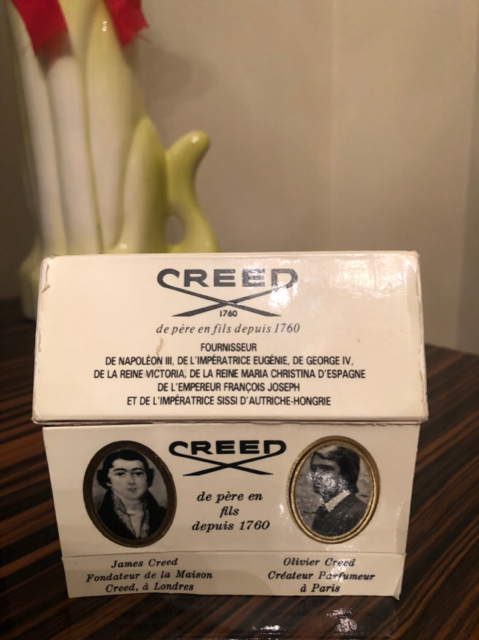 CREED
1760
de père en fils depuis 1760
FOURNISSEUR
DE NAPOLÉON III, DE L'IMPÉRATRICE EUGÉNIE, DE GEORGE IV,
DE LA REINE VICTORIA, DE LA REINE MARIA CHRISTINA D'ESPAGNE
DE L'EMPEREUR FRANÇOIS JOSEPH
ET DE L'IMPÉRATRICE SISSI D'AUTRICHE-HONGRIE
CREED
de père en
fils
depuis 1760
James Creed
Fondateur de la Maison
Creed, à Londres
Olivier Creed
Créateur Parfumeur
à Paris